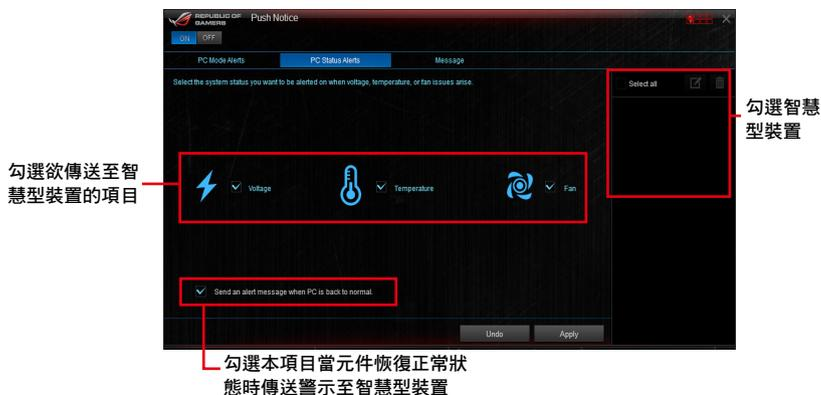 REPUBLIC OF
GAMERS
Push Notice
ON OFF
PC Mode Alerts PC Status Alerts Message
Select the system status you want to be alerted on when voltage, temperature, or fan issues arise.
Select all
勾選智慧
型裝置
勾選欲傳送至智
慧型裝置的項目
Voltage Temperature Fan
Send an alert message when PC is back to normal.
Undo Apply
勾選本項目當元件恢復正常狀
態時傳送警示至智慧型裝置